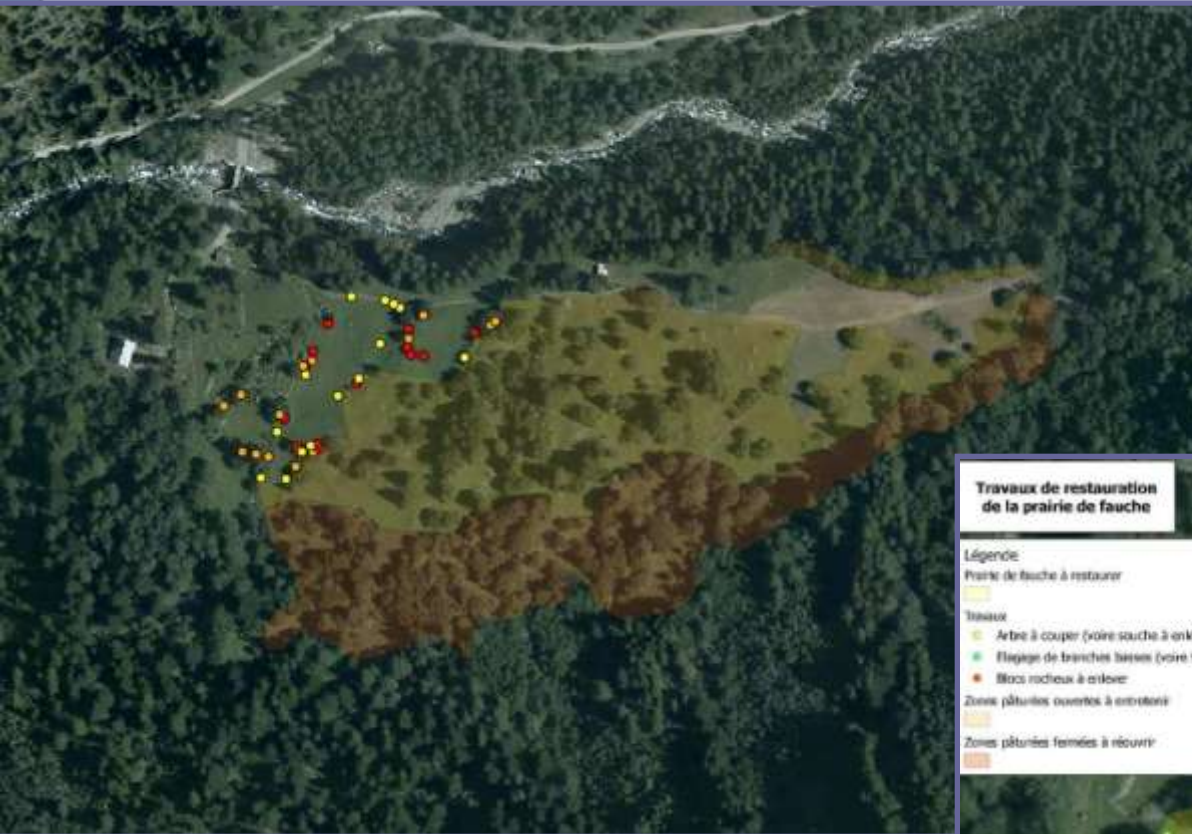 Travaux de restauration
de la prairie de fauche
Légende
Prairie de fauche à restaurer
Travaux
Arbre à couper (voire souche à
Elagage de branches basses (voire
Blocs rocheux à enlever
Zones pâturées ouvertes à entretenir
Zones pâturées fermées à réouvrir